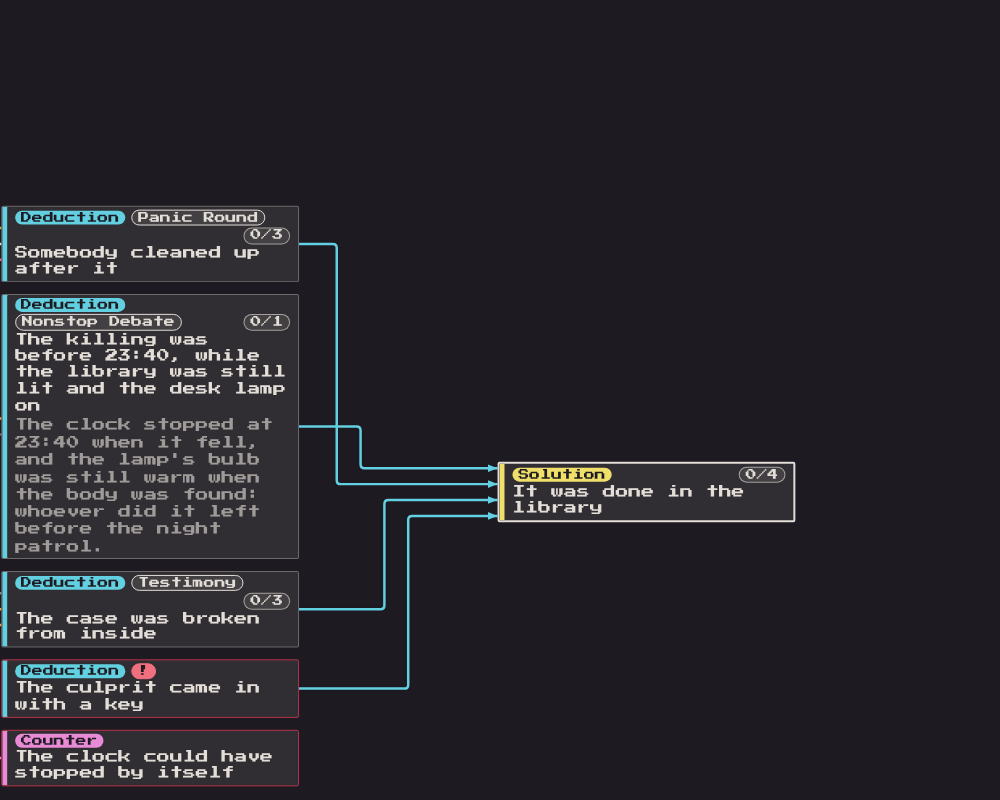 Deduction Panic Round
0/3
Somebody cleaned up
after it
Deduction
Nonstop Debate 0/1
The killing was
before 23:40, while
the library was still
lit and the desk lamp
on
The clock stopped at
23:40 when it fell,
and the lamp's bulb
was still warm when
the body was found:
whoever did it left
before the night
patrol.
Deduction Testimony
0/3
The case was broken
from inside
Deduction !
The culprit came in
with a key
Counter
The clock could have
stopped by itself
Solution 0/4
It was done in the
library